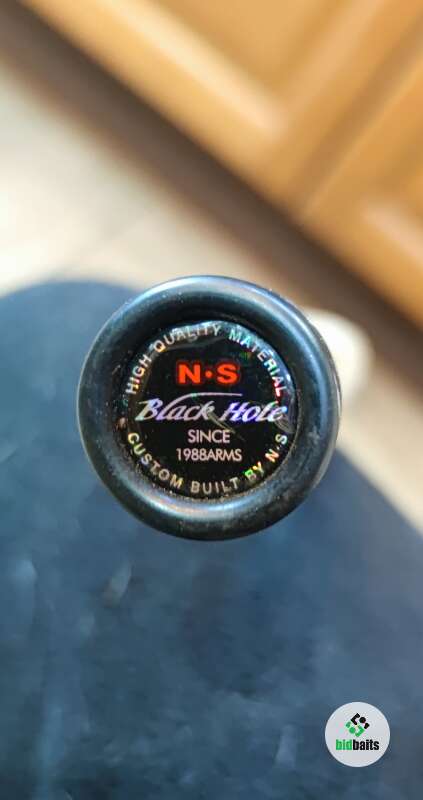 HIGH QUALITY MATERIAL
N·S
Black Hole
SINCE
1988ARMS
CUSTOM BUILT BY N·S
bidbaits